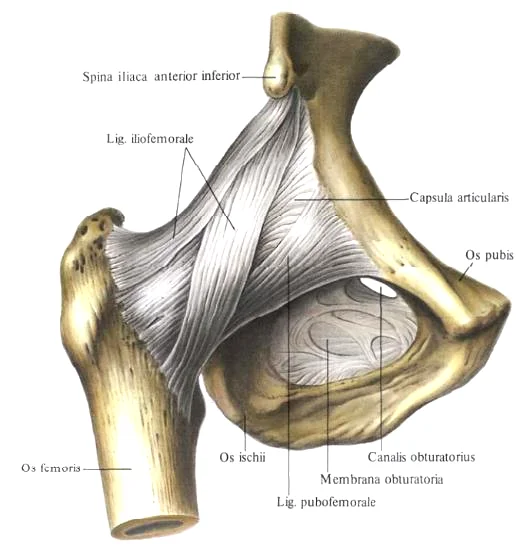 Spina iliaca anterior inferior
Lig. iliofemorale
Capsula articularis
Os pubis
Os ischii
Canalis obturatorius
Os femoris
Membrana obturatoria
Lig. pubofemorale